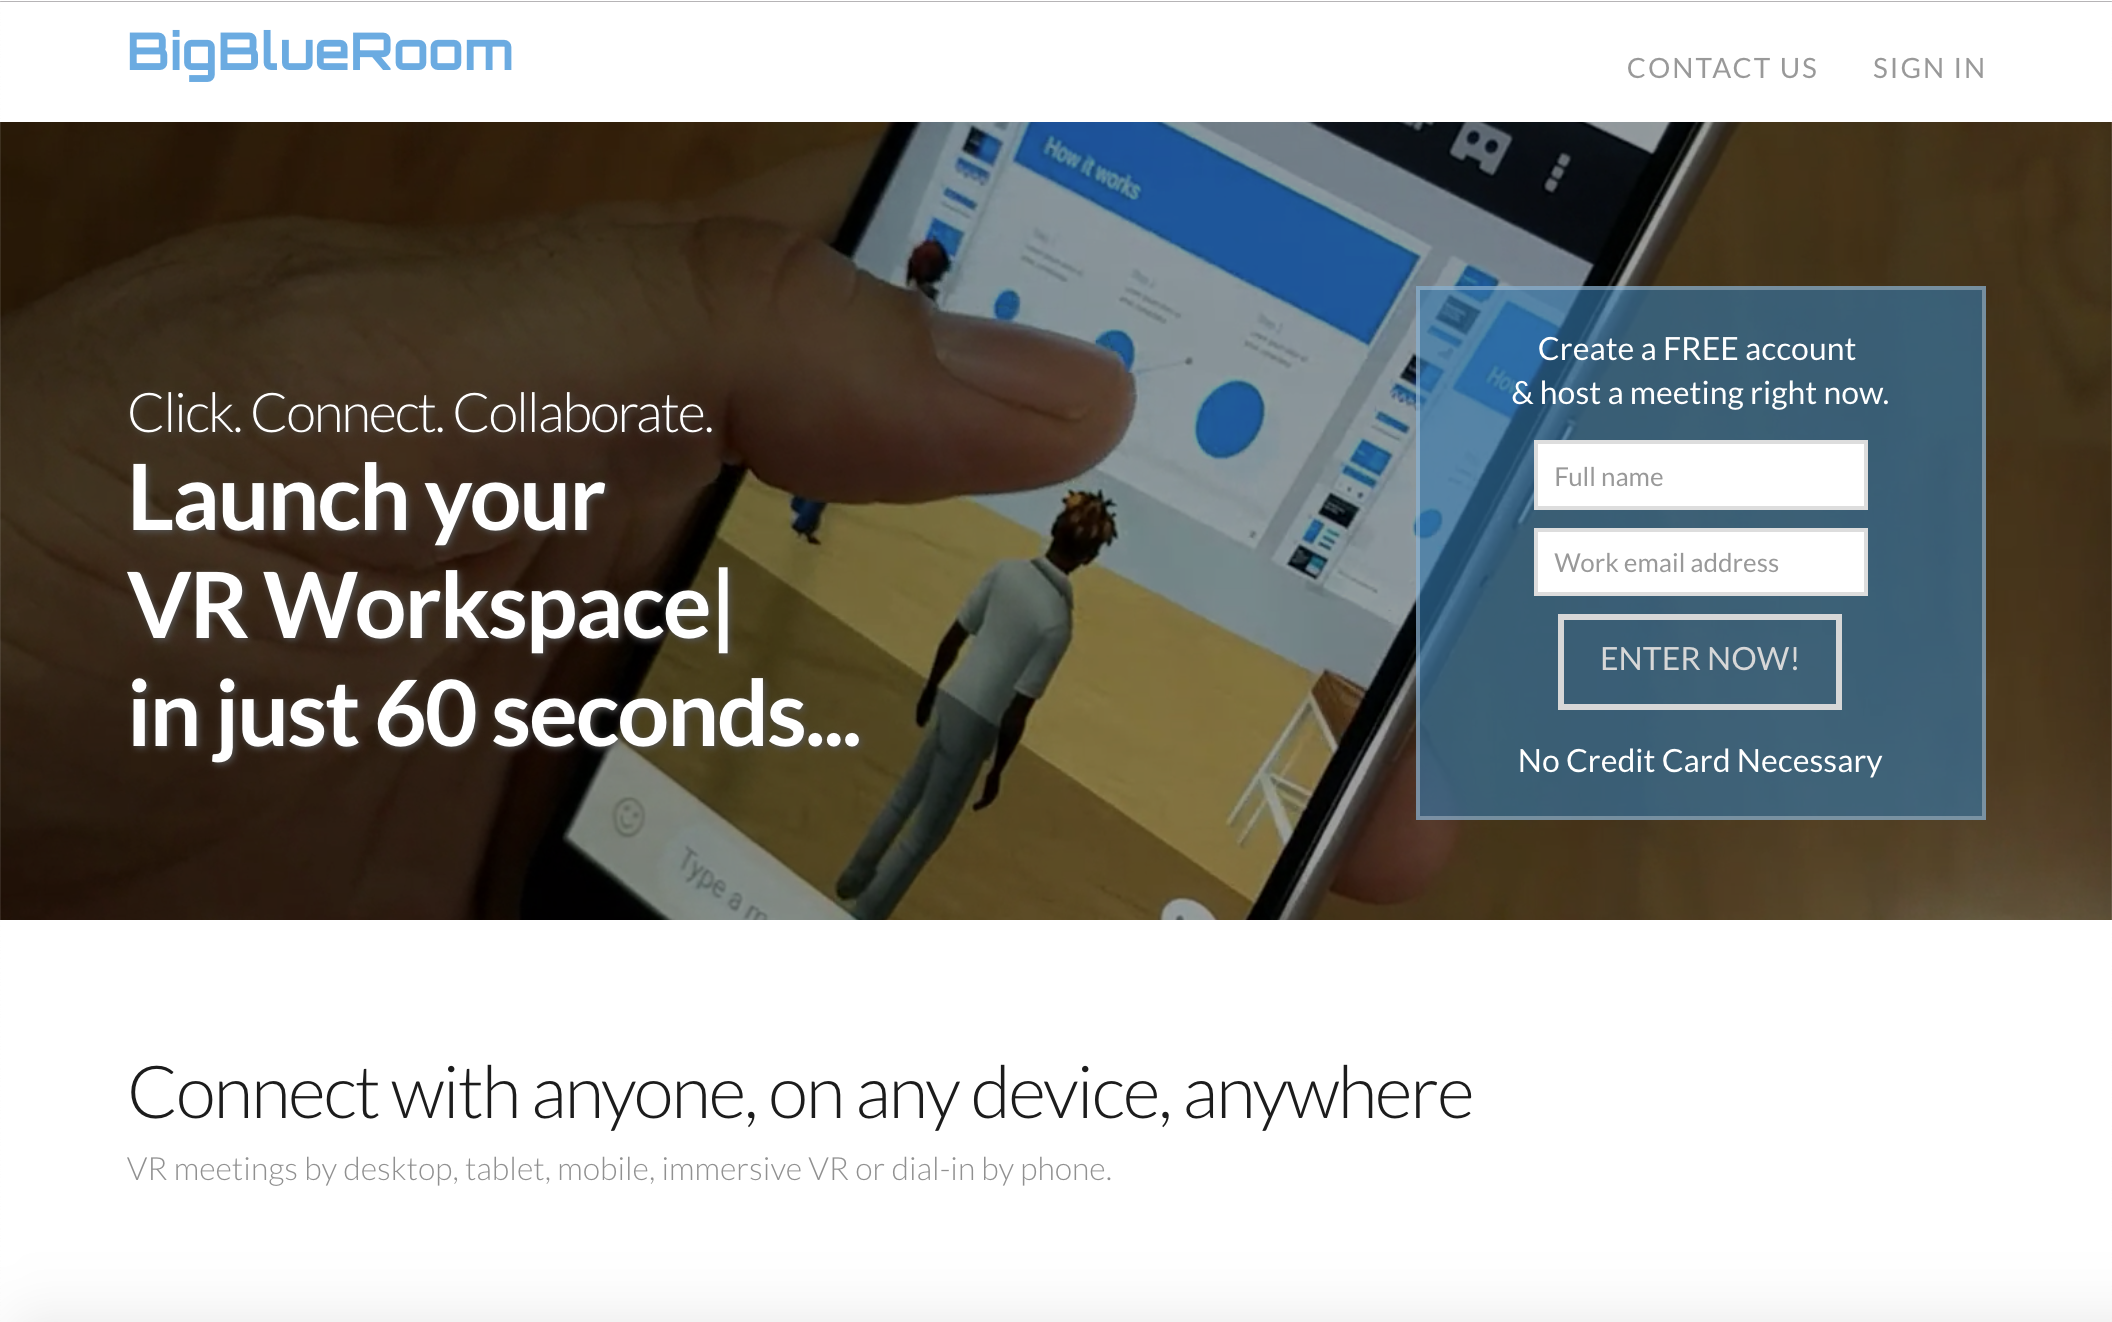 BigBlueRoom
CONTACT US
SIGN IN
How it works
Click. Connect. Collaborate.
Launch your
VR Workspace|
in just 60 seconds...
Create a FREE account
& host a meeting right now.
Full name
Work email address
ENTER NOW!
No Credit Card Necessary
Type a m
Connect with anyone, on any device, anywhere
VR meetings by desktop, tablet, mobile, immersive VR or dial-in by phone.